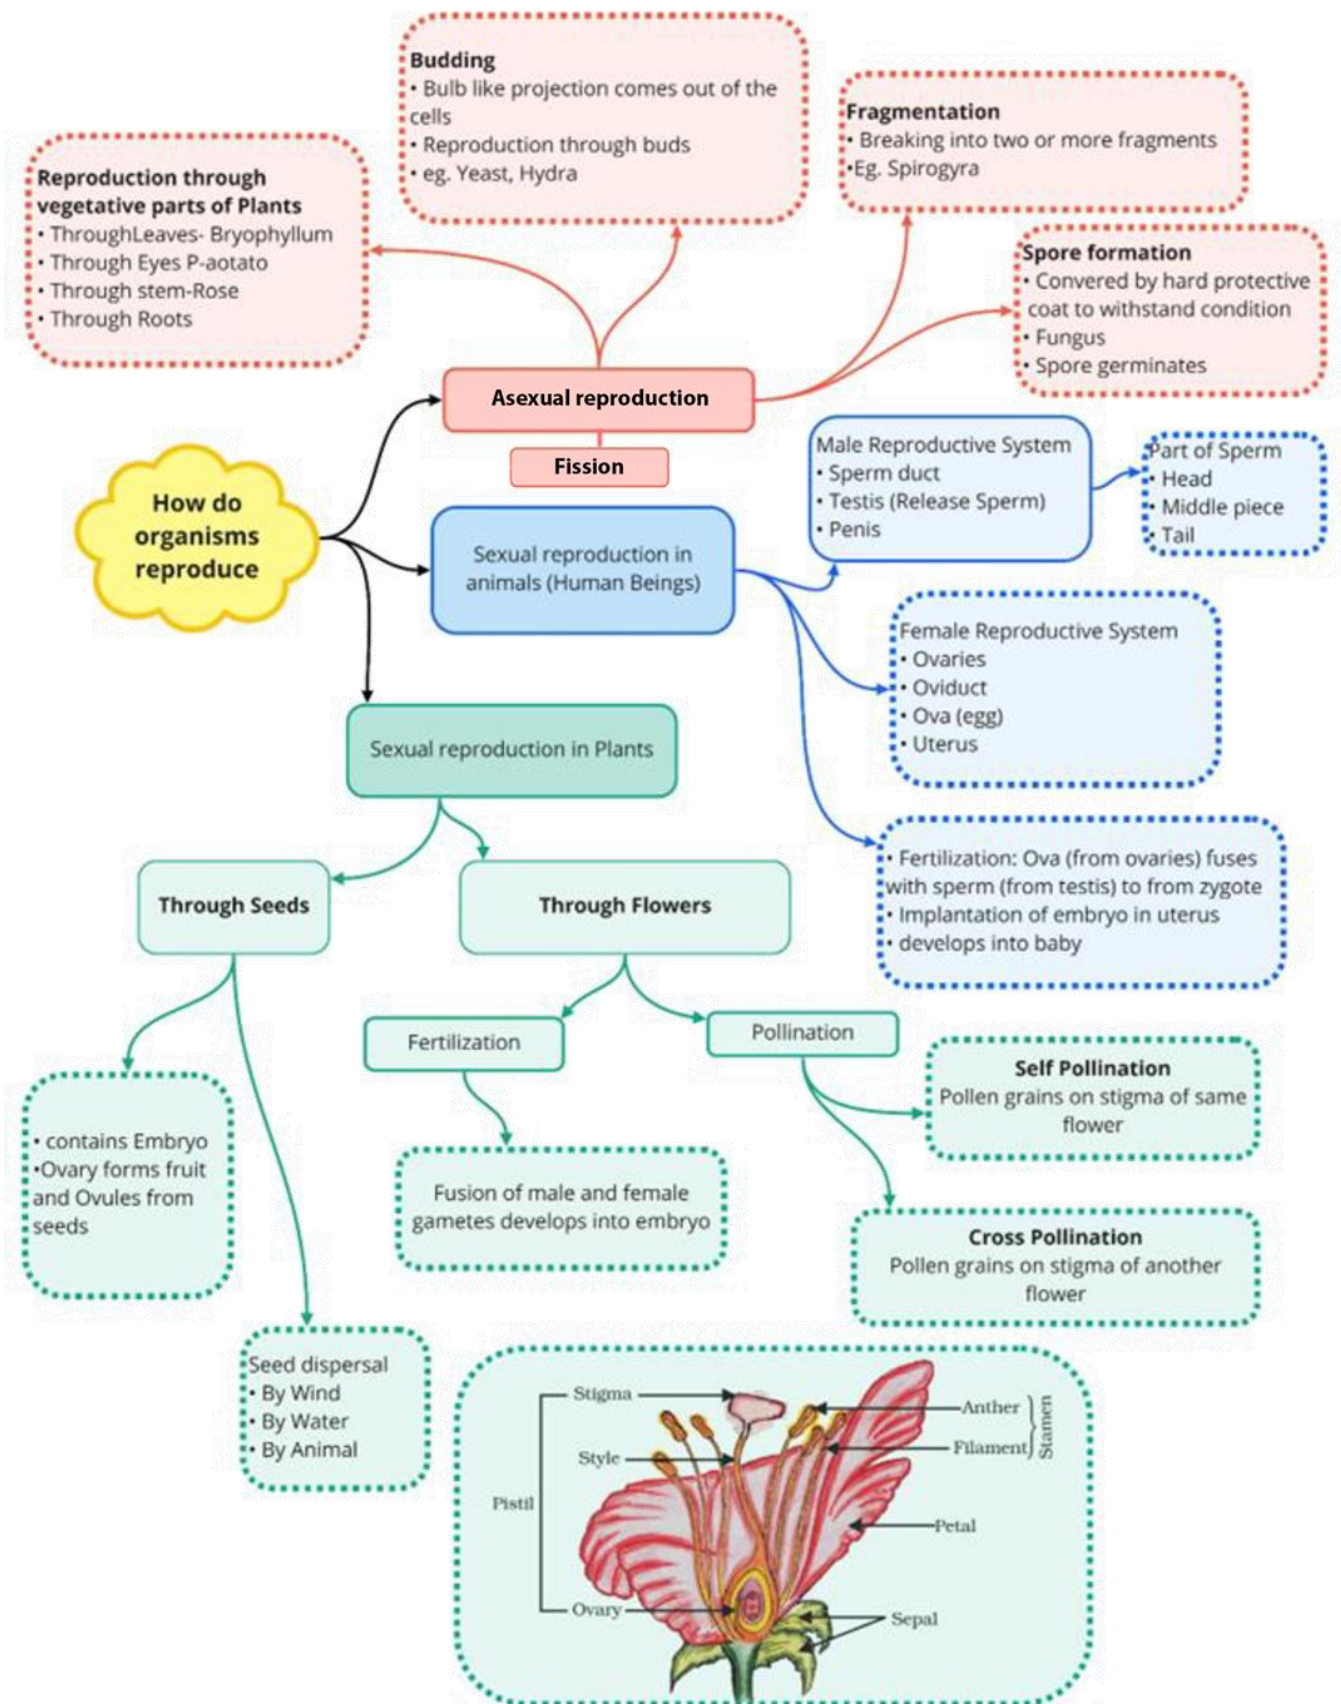 Budding
• Bulb like projection comes out of the
cells
• Reproduction through buds
• eg. Yeast, Hydra
Fragmentation
• Breaking into two or more fragments
•Eg. Spirogyra
Reproduction through
vegetative parts of Plants
• ThroughLeaves- Bryophyllum
• Through Eyes P-aotato
• Through stem-Rose
• Through Roots
Spore formation
• Convered by hard protective
coat to withstand condition
• Fungus
• Spore germinates
Asexual reproduction
Fission
How do
organisms
reproduce
Male Reproductive System
• Sperm duct
• Testis (Release Sperm)
• Penis
Part of Sperm
• Head
• Middle piece
• Tail
Sexual reproduction in
animals (Human Beings)
Female Reproductive System
• Ovaries
• Oviduct
• Ova (egg)
• Uterus
Sexual reproduction in Plants
• Fertilization: Ova (from ovaries) fuses
with sperm (from testis) to from zygote
• Implantation of embryo in uterus
• develops into baby
Through Seeds
Through Flowers
Fertilization
Pollination
Self Pollination
Pollen grains on stigma of same
flower
• contains Embryo
•Ovary forms fruit
and Ovules from
seeds
Fusion of male and female
gametes develops into embryo
Cross Pollination
Pollen grains on stigma of another
flower
Seed dispersal
• By Wind
• By Water
• By Animal
Stigma
Anther
Filament
Stamen
Style
Pistil
Petal
Ovary
Sepal